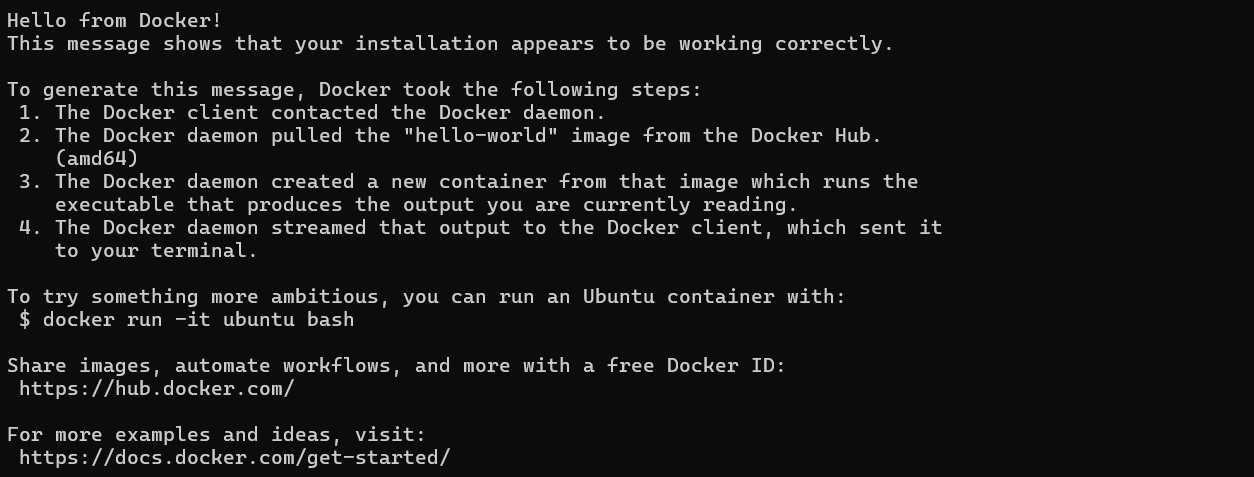 Hello from Docker!
This message shows that your installation appears to be working correctly.

To generate this message, Docker took the following steps:
 1. The Docker client contacted the Docker daemon.
 2. The Docker daemon pulled the "hello-world" image from the Docker Hub.
    (amd64)
 3. The Docker daemon created a new container from that image which runs the
    executable that produces the output you are currently reading.
 4. The Docker daemon streamed that output to the Docker client, which sent it
    to your terminal.

To try something more ambitious, you can run an Ubuntu container with:
 $ docker run -it ubuntu bash

Share images, automate workflows, and more with a free Docker ID:
 https://hub.docker.com/

For more examples and ideas, visit:
 https://docs.docker.com/get-started/